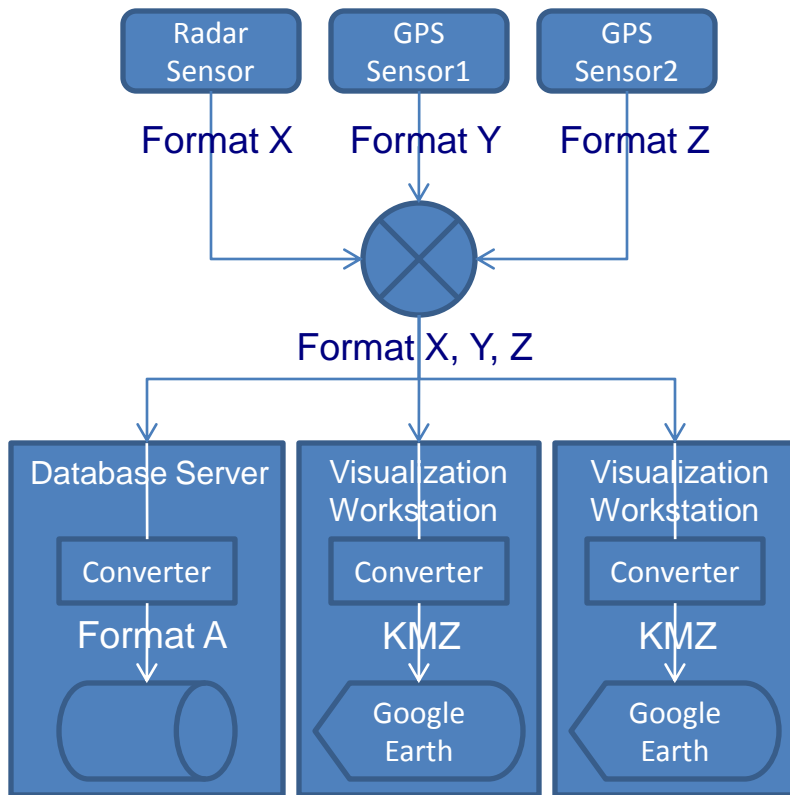 Radar
Sensor
GPS
Sensor1
GPS
Sensor2
Format X
Format Y
Format Z
Format X, Y, Z
Database Server
Converter
Format A
Visualization
Workstation
Converter
KMZ
Google
Earth
Visualization
Workstation
Converter
KMZ
Google
Earth